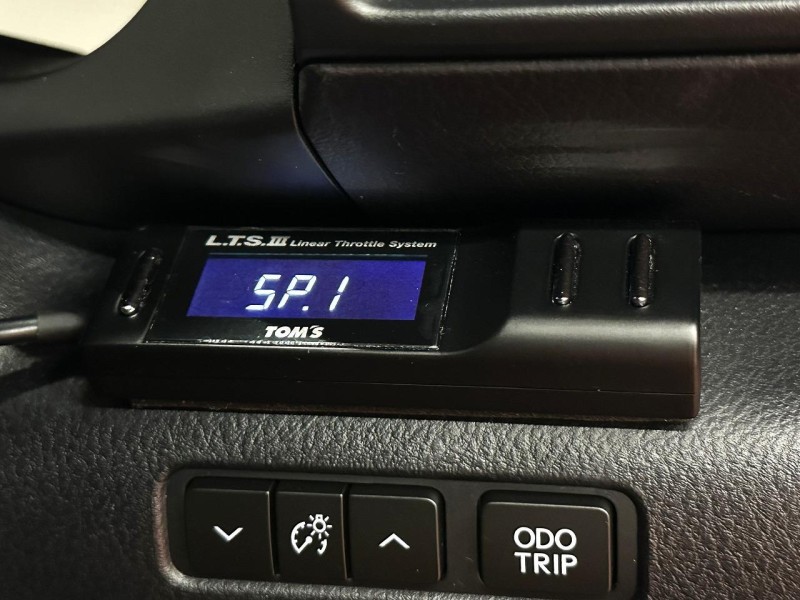 L.T.S.III Linear Throttle System
SP.1
TOM'S
ODO
TRIP